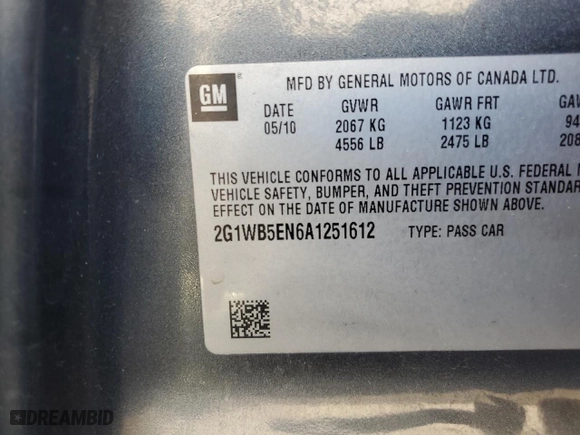 GM
MFD BY GENERAL MOTORS OF CANADA LTD.
DATE GVWR GAWR FRT
05/10 2067 KG 1123 KG
4556 LB 2475 LB
THIS VEHICLE CONFORMS TO ALL APPLICABLE U.S. FEDERAL
VEHICLE SAFETY, BUMPER, AND THEFT PREVENTION
EFFECT ON THE DATE OF MANUFACTURE SHOWN ABOVE.
2G1WB5EN6A1251612 TYPE: PASS CAR
DREAMBID